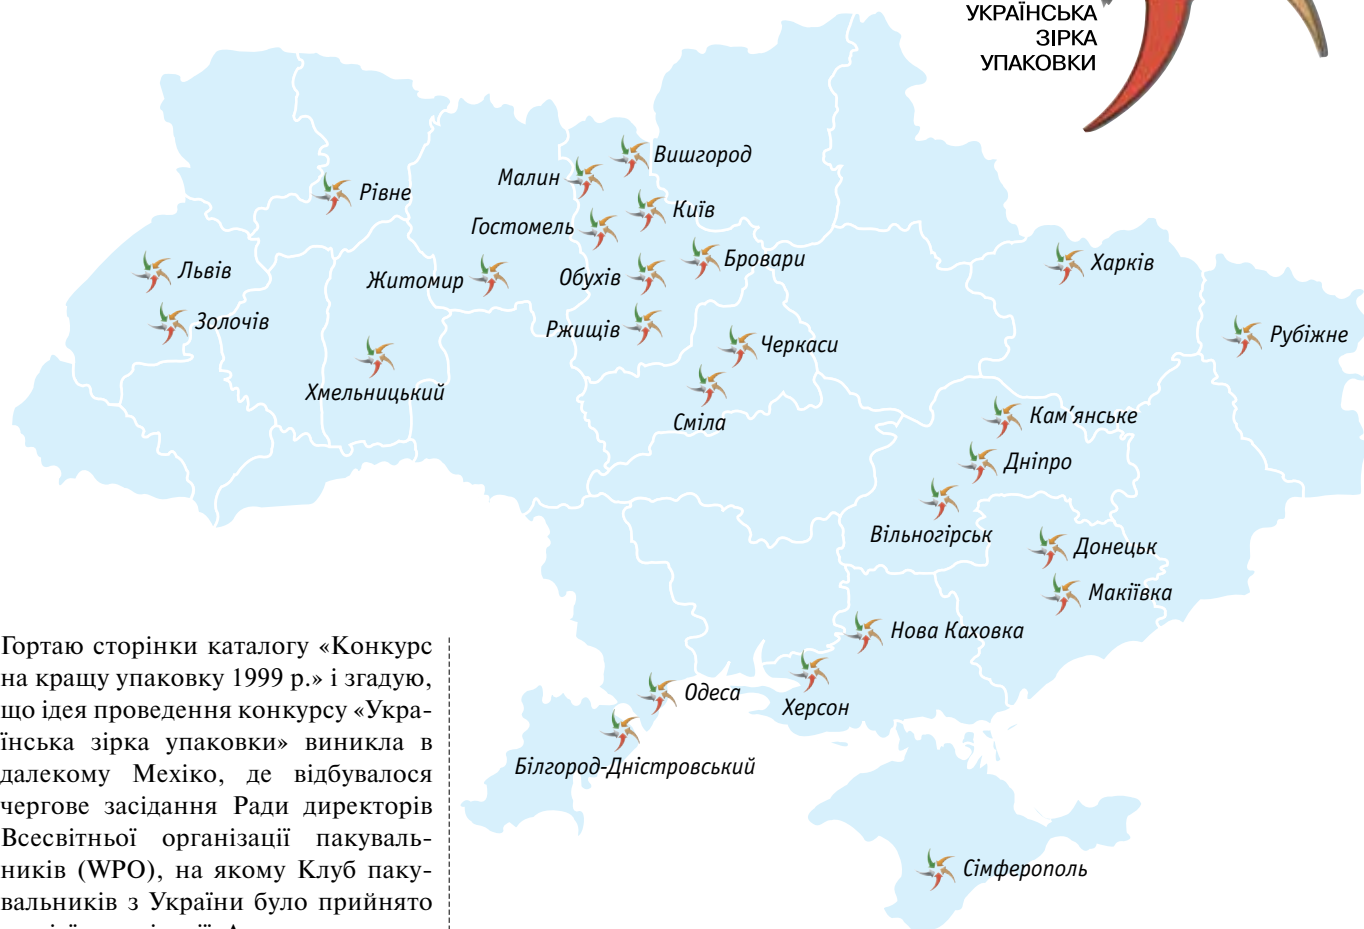 УКРАЇНСЬКА
ЗІРКА
УПАКОВКИ
Вишгород
Малин
Рівне
Київ
Гостомель
Бровари
Львів
Житомир
Обухів
Харків
Золочів
Ржищів
Черкаси
Рубіжне
Хмельницький
Сміла
Кам’янське
Дніпро
Вільногірськ
Донецьк
Макіївка
Нова Каховка
Одеса
Херсон
Білгород-Дністровський
Сімферополь
Гортаю сторінки каталогу «Конкурс
на кращу упаковку 1999 р.» і згадую,
що ідея проведення конкурсу «Укра-
їнська зірка упаковки» виникла в
далекому Мехіко, де відбувалося
чергове засідання Ради директорів
Всесвітньої організації пакуваль-
ників (WPO), на якому Клуб паку-
вальників з України було прийнято